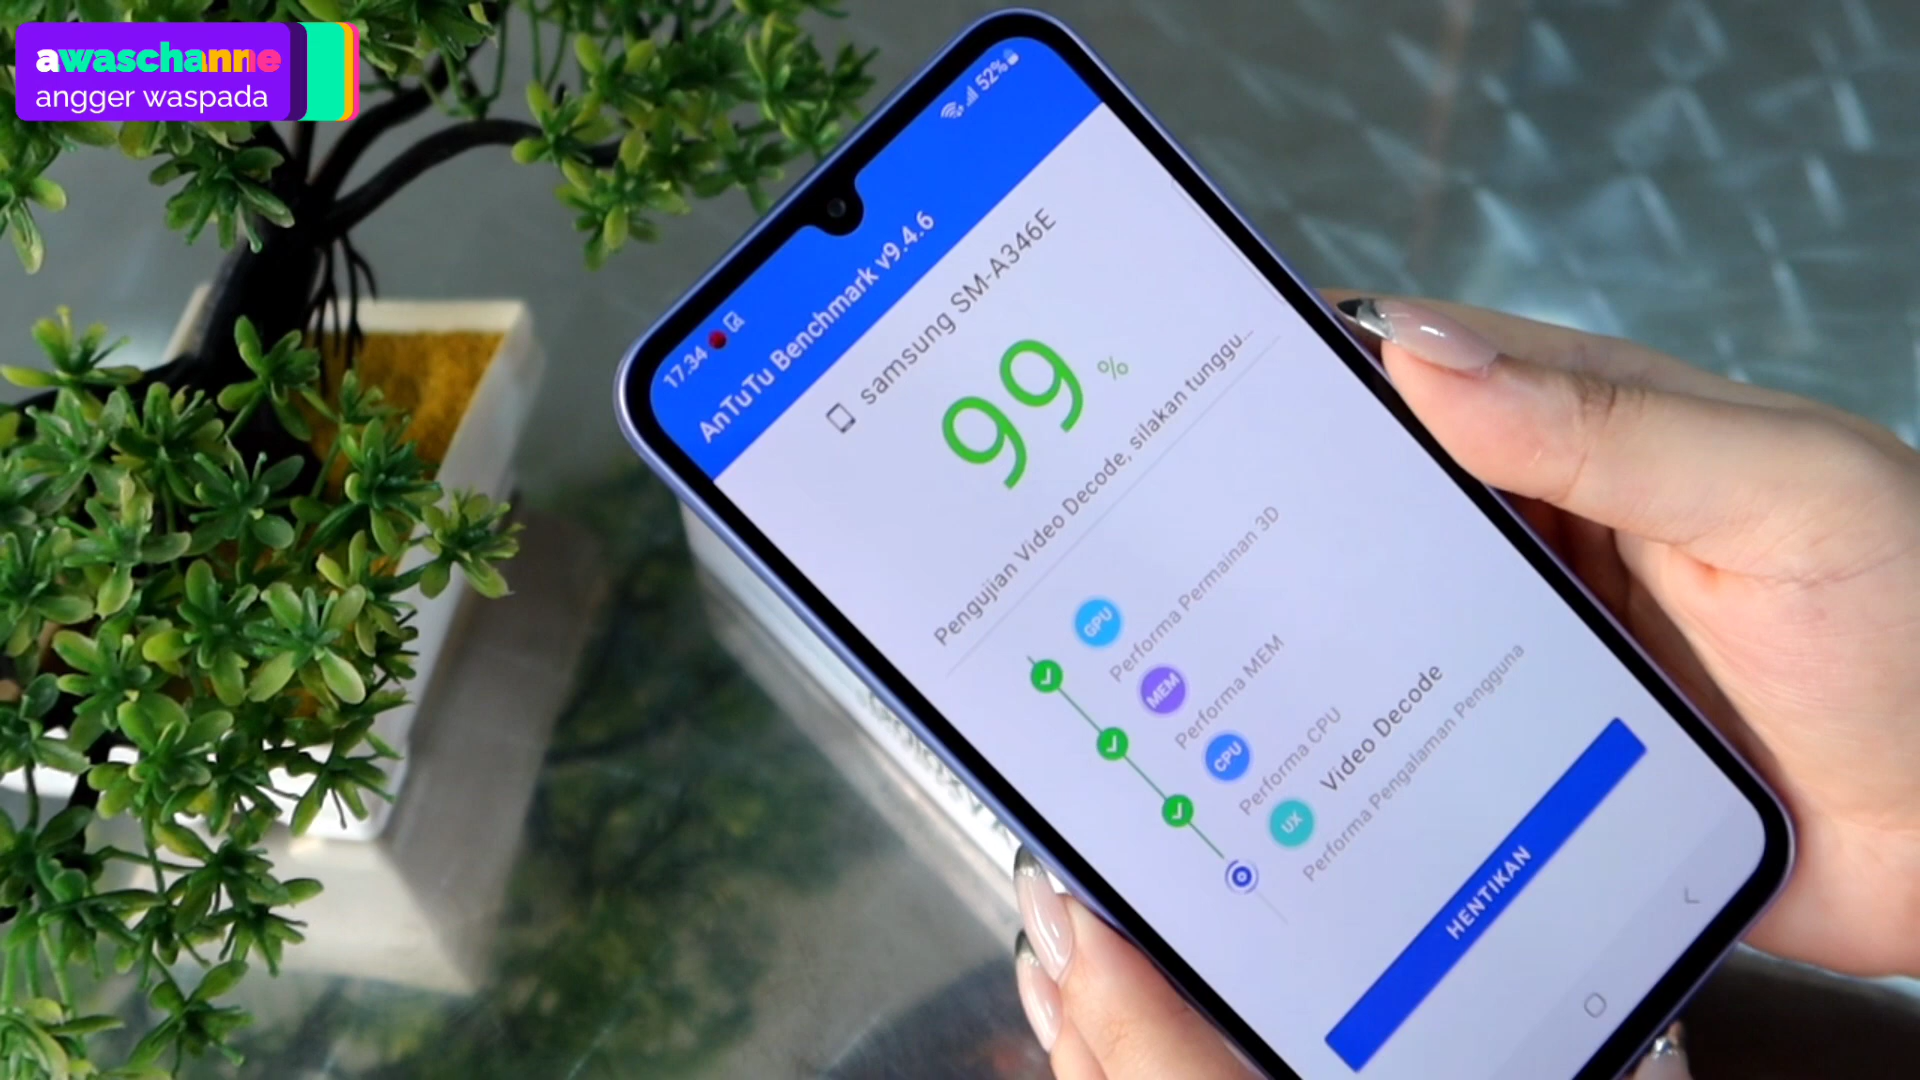 awaschanne
angger waspada
17.34
52%
AnTuTu Benchmark v9.4.6
samsung SM-A346E
99 %
Pengujian Video Decode, silakan tunggu...
GPU
Performa Permainan 3D
MEM
Performa MEM
CPU
Performa CPU
UX
Video Decode
Performa Pengalaman Pengguna
HENTIKAN